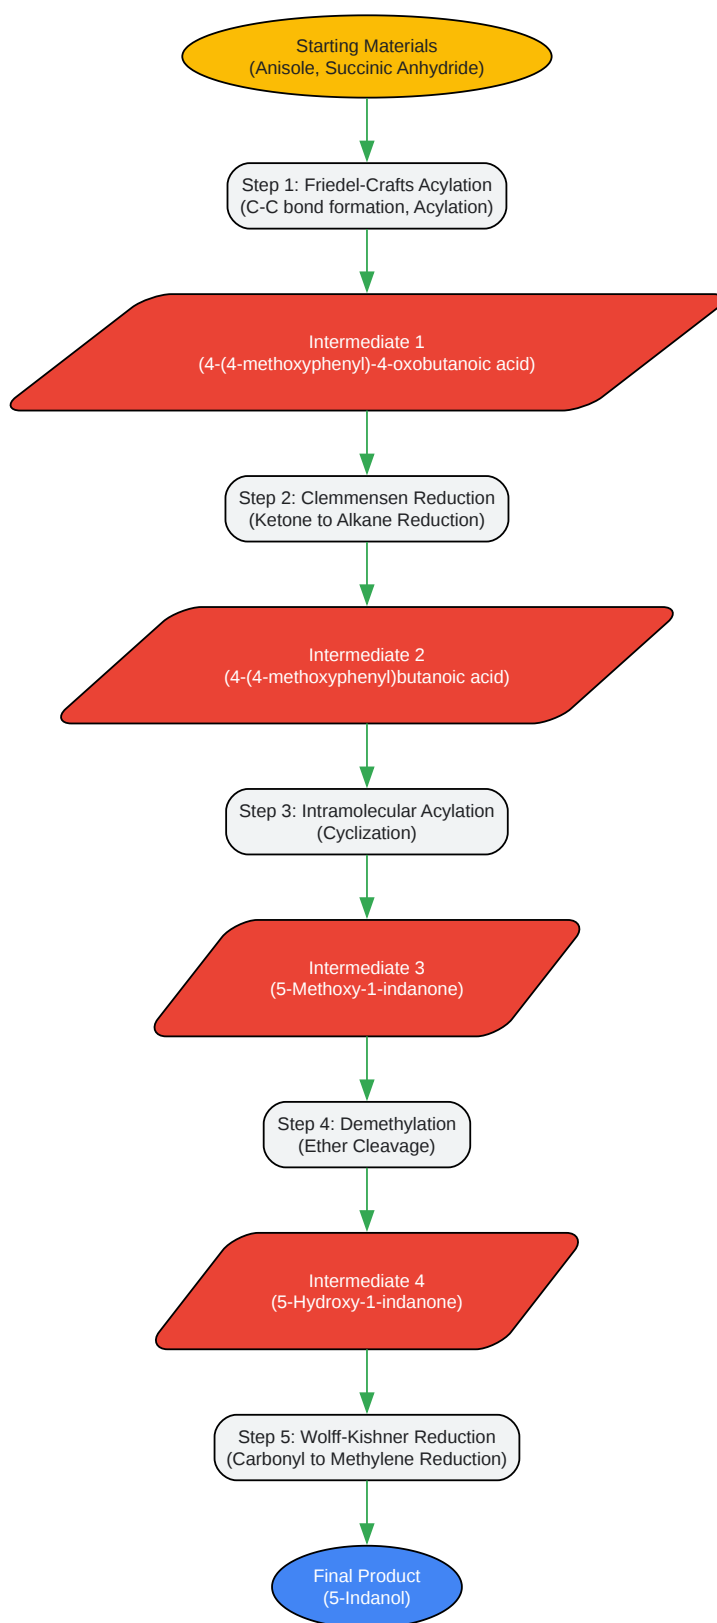 Starting Materials
(Anisole, Succinic Anhydride)
Step 1: Friedel-Crafts Acylation
(C-C bond formation, Acylation)
Intermediate 1
(4-(4-methoxyphenyl)-4-oxobutanoic acid)
Step 2: Clemmensen Reduction
(Ketone to Alkane Reduction)
Intermediate 2
(4-(4-methoxyphenyl)butanoic acid)
Step 3: Intramolecular Acylation
(Cyclization)
Intermediate 3
(5-Methoxy-1-indanone)
Step 4: Demethylation
(Ether Cleavage)
Intermediate 4
(5-Hydroxy-1-indanone)
Step 5: Wolff-Kishner Reduction
(Carbonyl to Methylene Reduction)
Final Product
(5-Indanol)